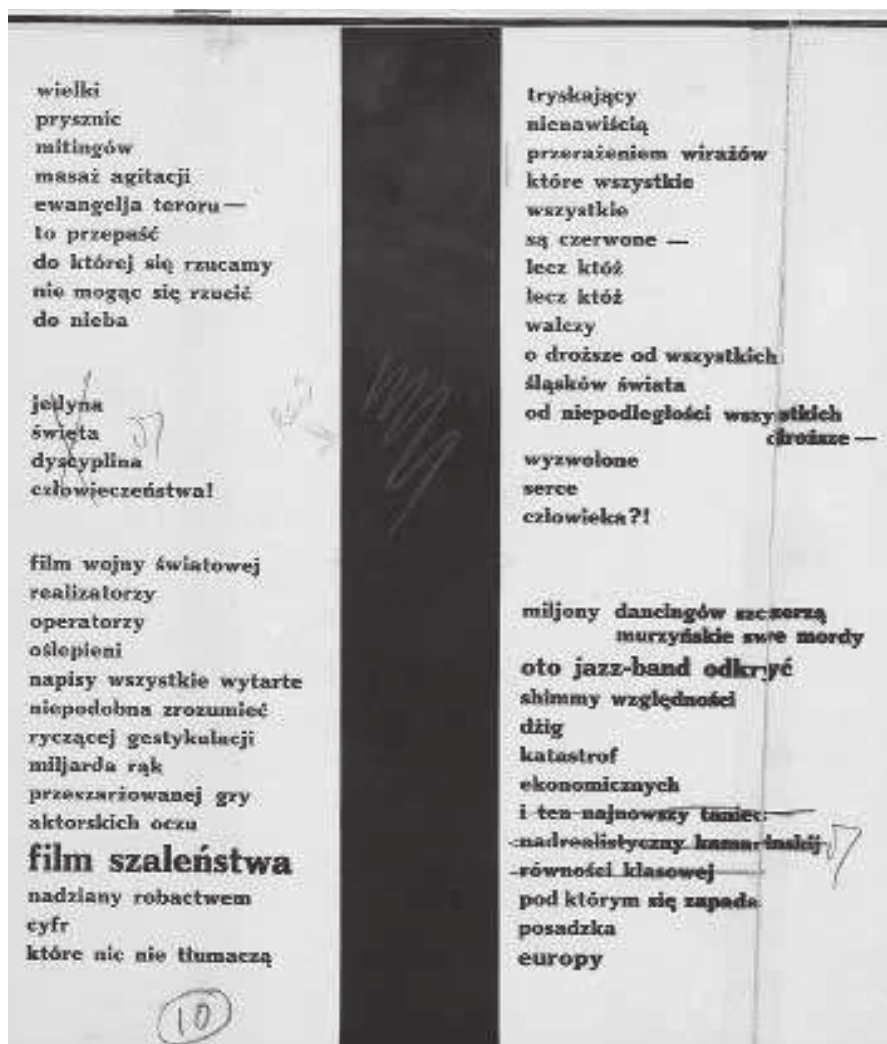 wielki
prysznic
mitingów
masaż agitacji
ewangelja teroru —
to przepaść
do której się rzucamy
nie mogąc się rzucić
do nieba
jedyna
święta
dyscyplina
człowieczeństwa!
film wojny światowej
realizatorzy
operatorzy
oślepieni
napisy wszystkie wytarte
niepodobna zrozumieć
ryczącej gestykulacji
miljarda rąk
przeszarżowanej gry
aktorskich oczu
film szaleństwa
nadziany robactwem
cyfr
które nic nie tłumaczą
10
tryskający
nienawiścią
przerażeniem wirażów
które wszystkie
wszystkie
są czerwone —
lecz któż
lecz któż
walczy
o droższe od wszystkich
śląsków świata
od niepodległości wszystkich
droższe —
wyzwolone
serce
człowieka?!
miljony dancingów szczerzą
murzyńskie swe mordy
oto jazz-band odkryć
shimmy względności
dżig
katastrof
ekonomicznych
i ten najnowszy taniec
nadrealistyczny kamarinskij
równości klasowej
pod którym się zapada
posadzka
europy